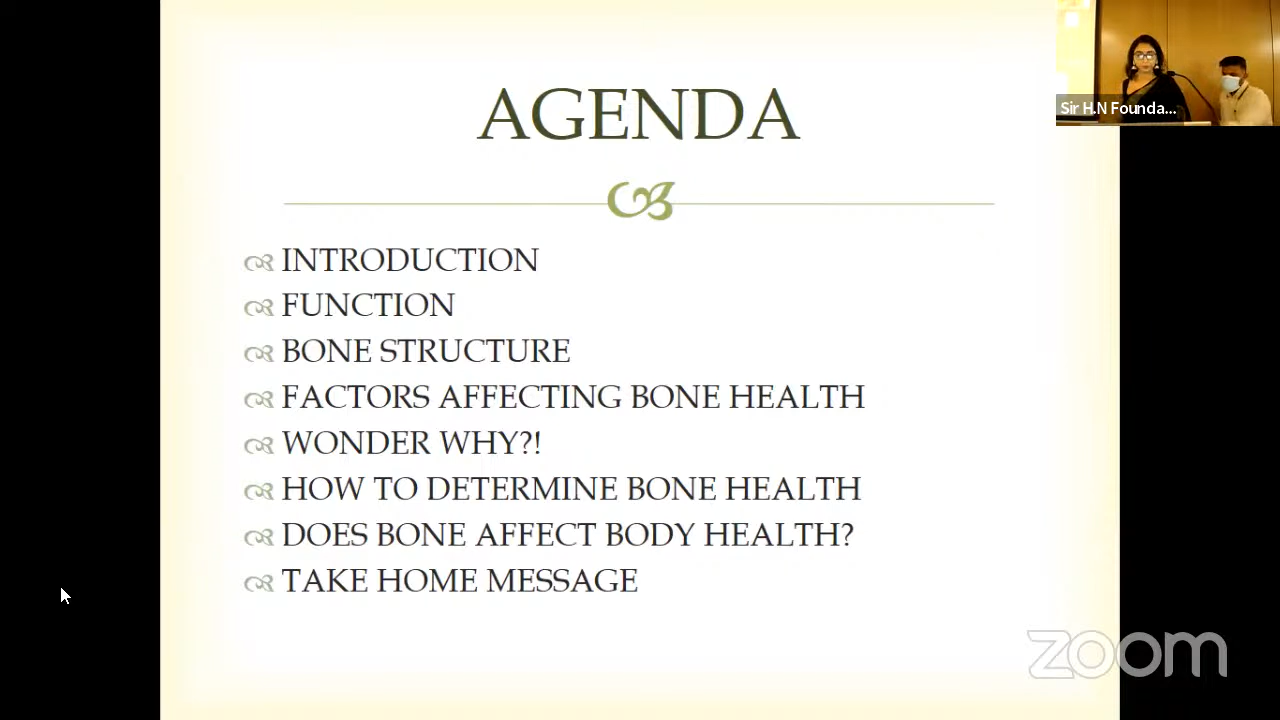 AGENDA
INTRODUCTION
FUNCTION
BONE STRUCTURE
FACTORS AFFECTING BONE HEALTH
WONDER WHY?!
HOW TO DETERMINE BONE HEALTH
DOES BONE AFFECT BODY HEALTH?
TAKE HOME MESSAGE
Sir H.N Founda...
zoom